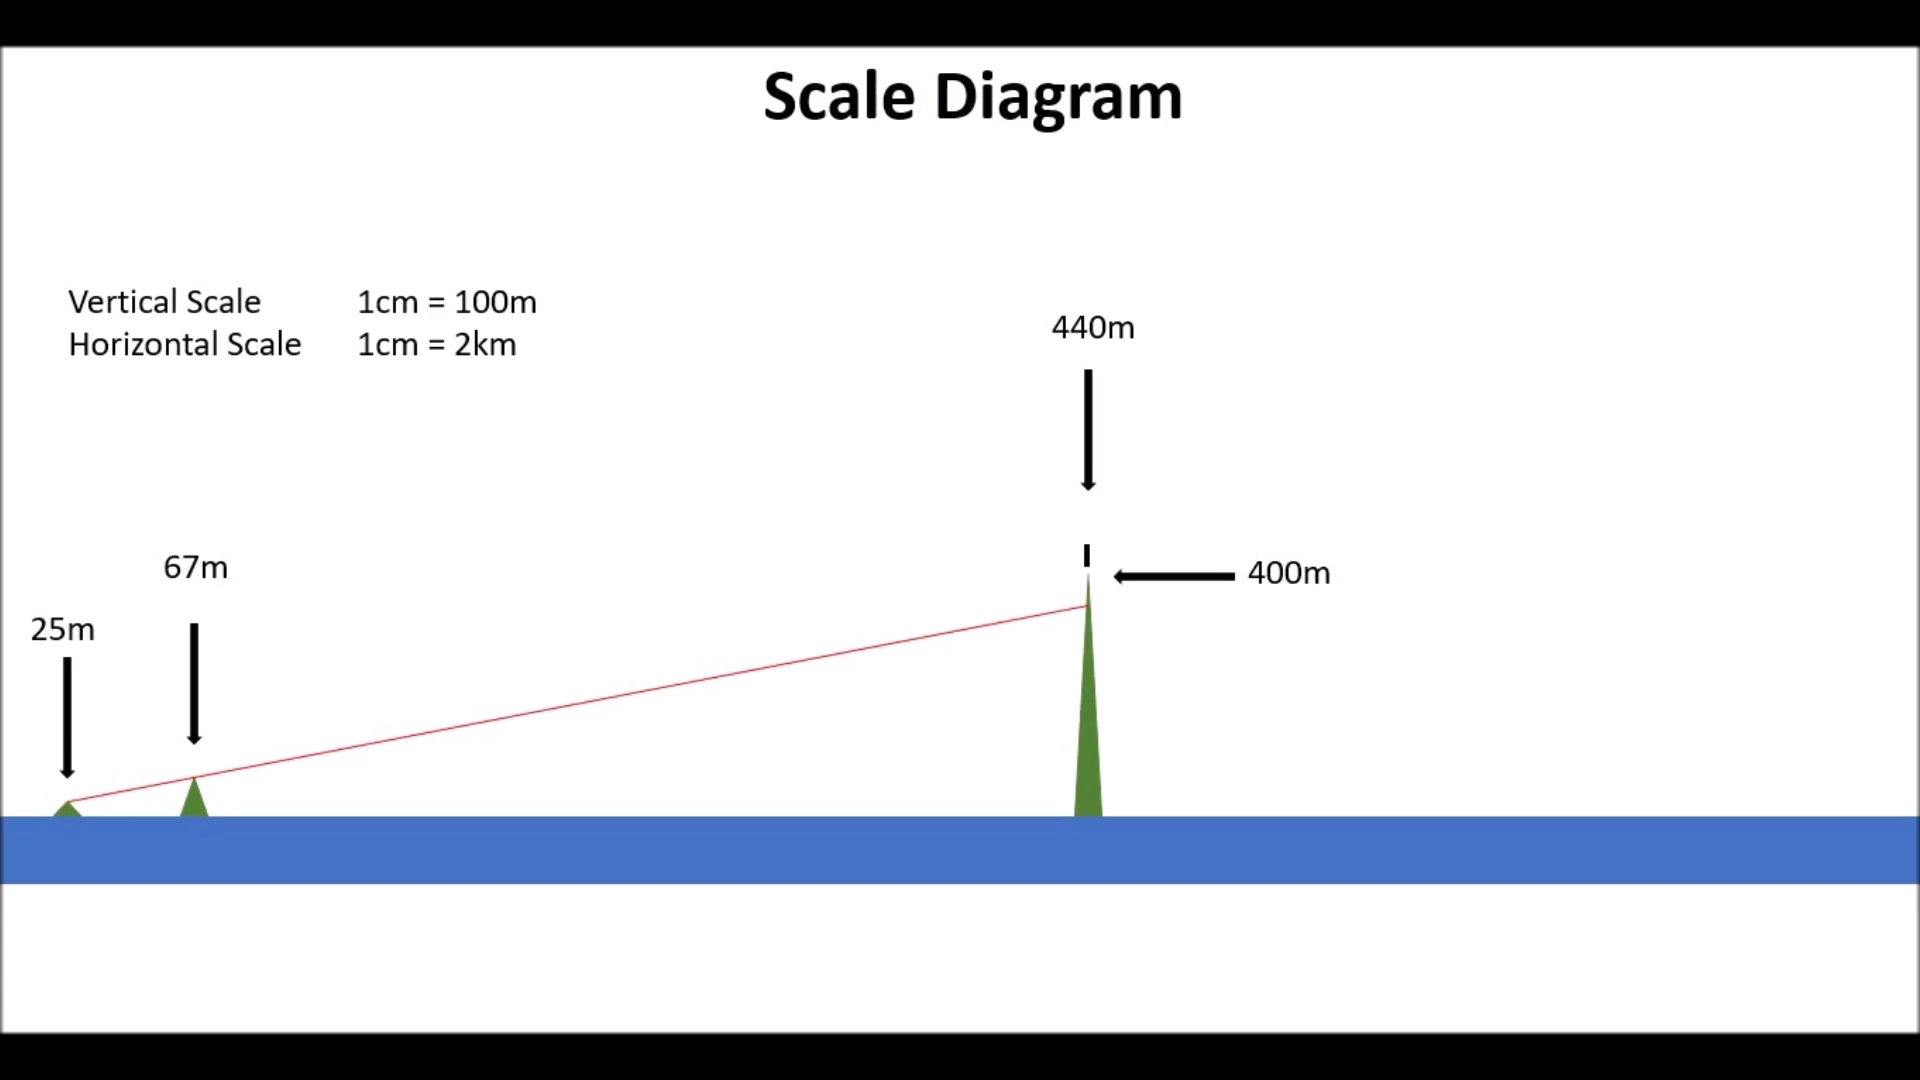 Scale Diagram
Vertical Scale 1cm = 100m
Horizontal Scale 1cm = 2km
440m
67m
400m
25m